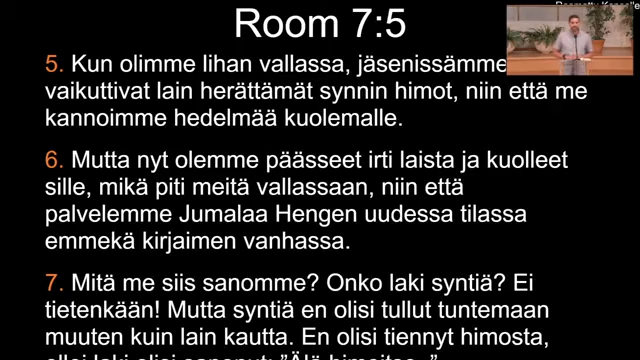 Room 7:5
5. Kun olimme lihan vallassa, jäsenissämme
vaikuttivat lain herättämät synnin himot, niin että me
kannoimme hedelmää kuolemalle.
6. Mutta nyt olemme päässeet irti laista ja kuolleet
sille, mikä piti meitä vallassaan, niin että
palvelemme Jumalaa Hengen uudessa tilassa
emmekä kirjaimen vanhassa.
7. Mitä me siis sanomme? Onko laki syntiä? Ei
tietenkään! Mutta syntiä en olisi tullut tuntemaan
muuten kuin lain kautta. En olisi tiennyt himosta,